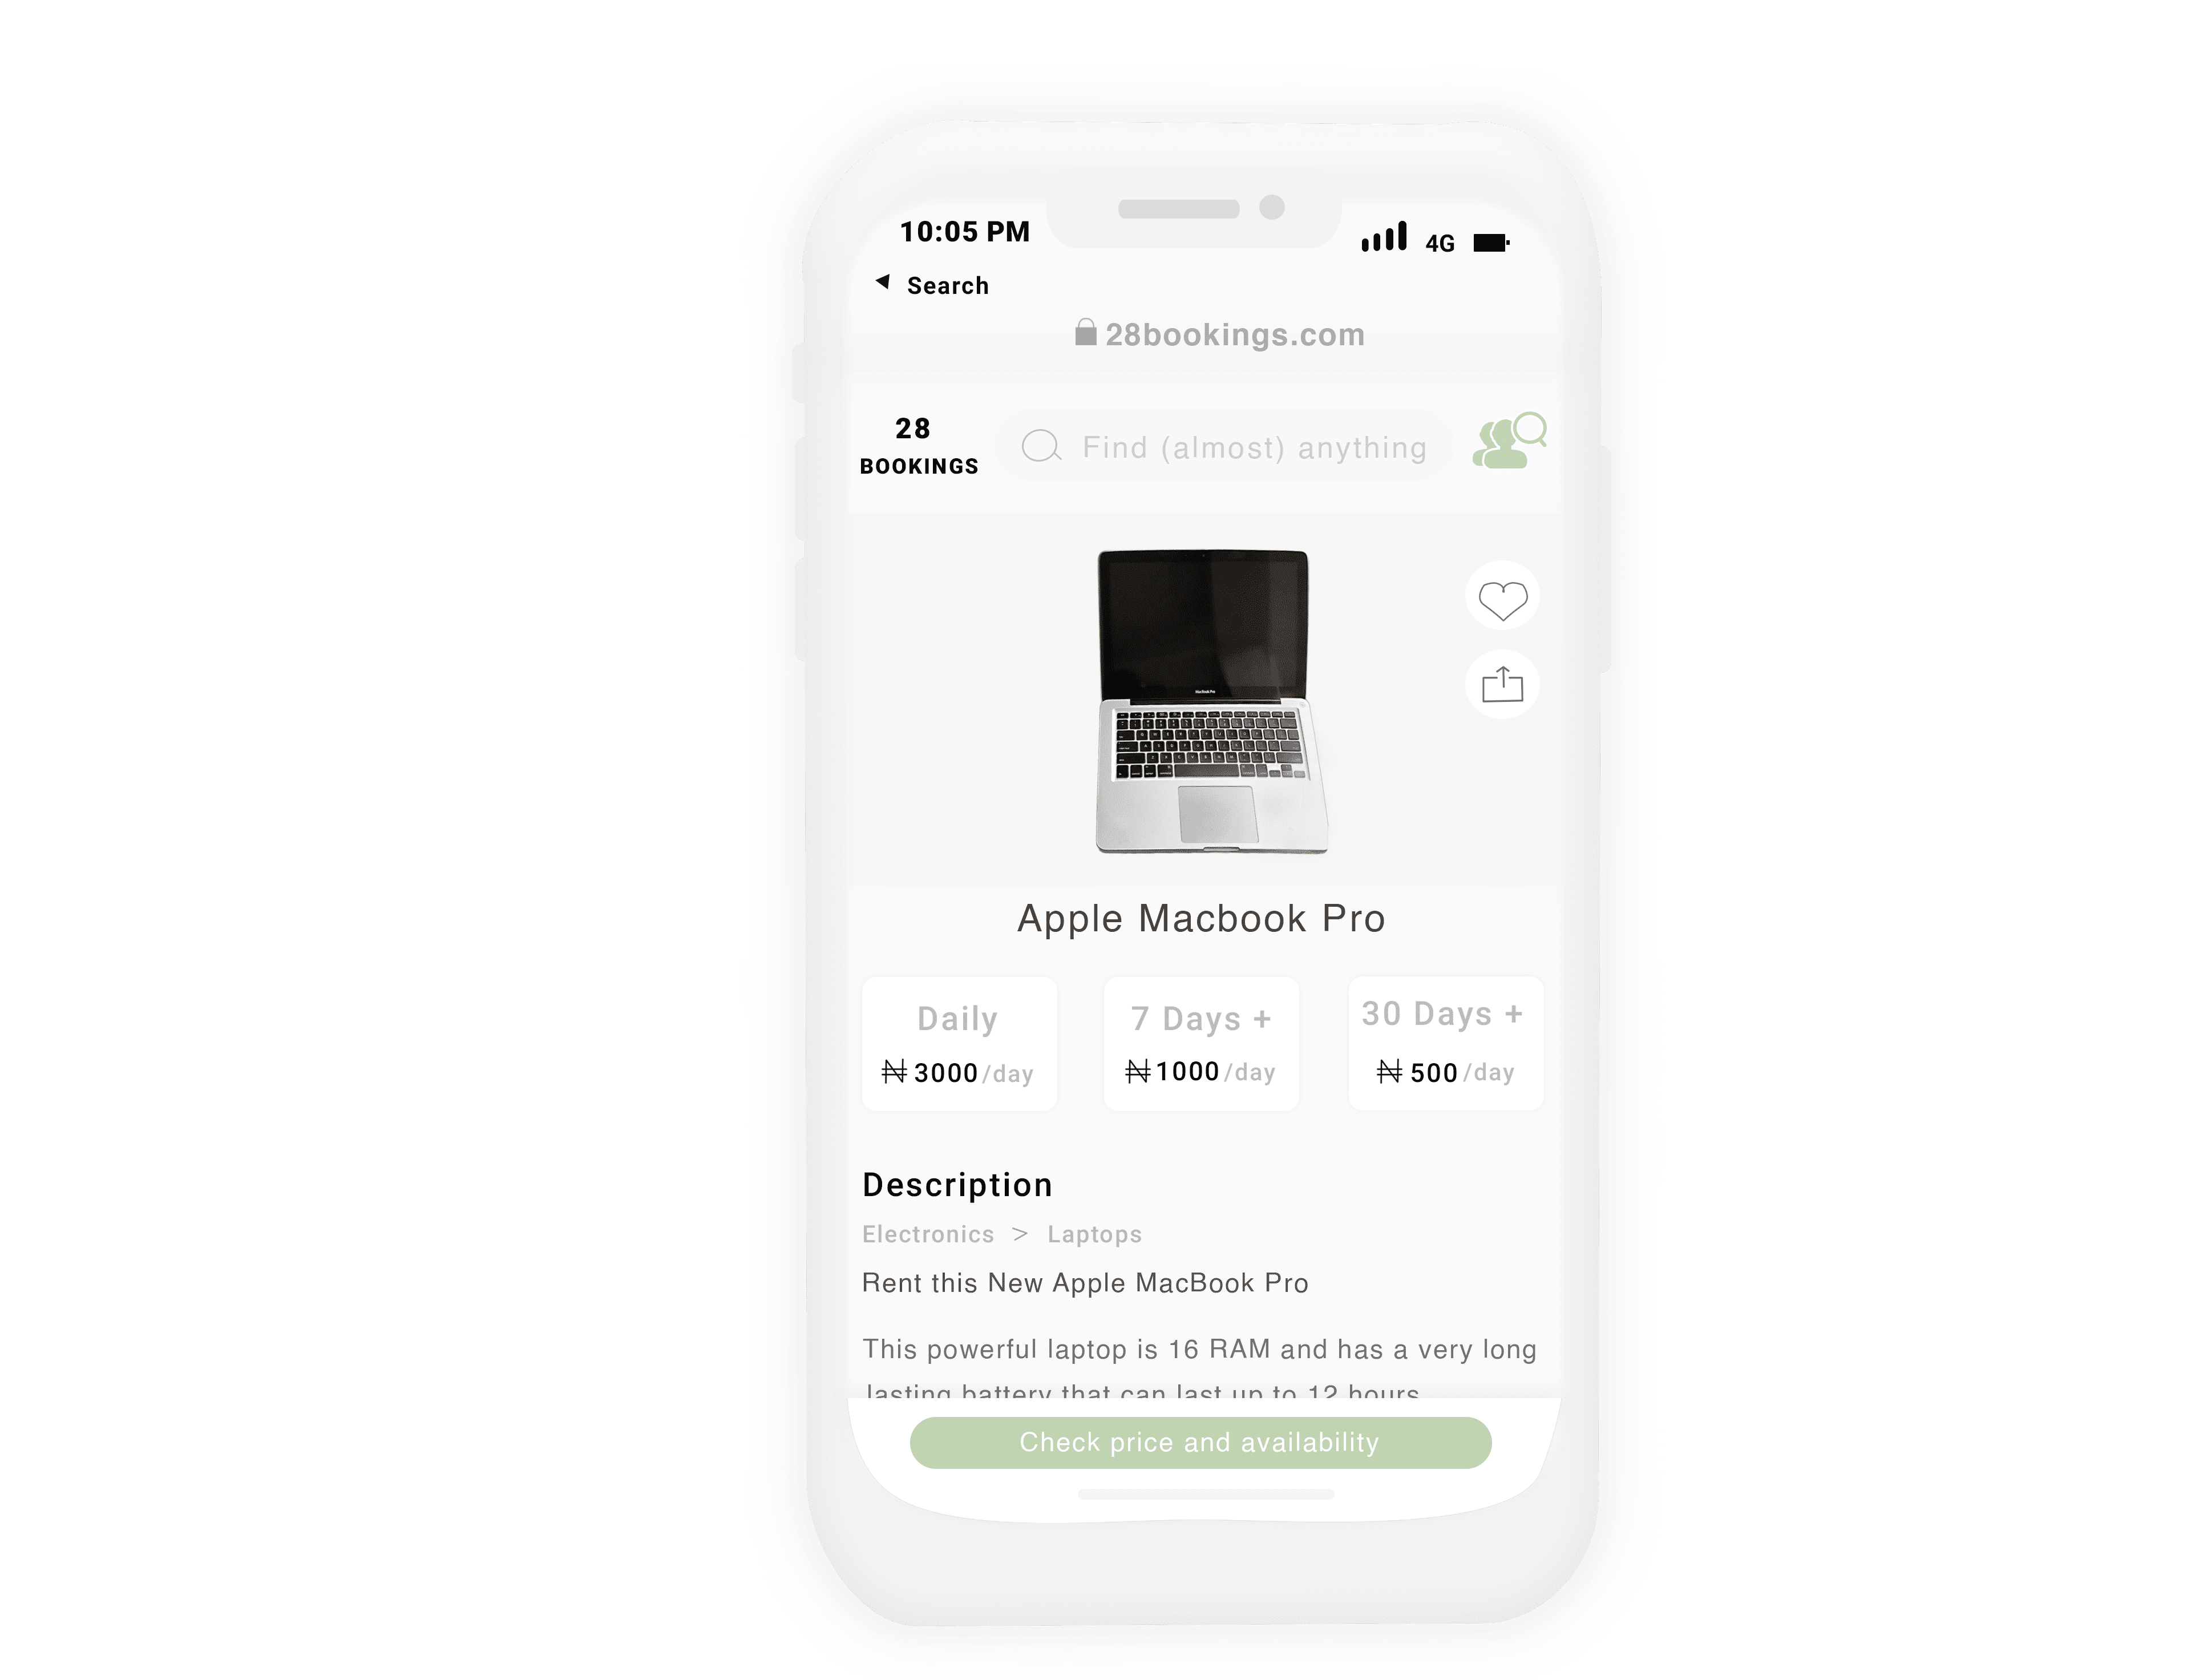 10:05 PM
4G
Search
28bookings.com
28
BOOKINGS
Find (almost) anything
MacBook Pro
Apple Macbook Pro
Daily
₦ 3000/day
7 Days +
₦1000/day
30 Days +
₦ 500/day
Description
Electronics > Laptops
Rent this New Apple MacBook Pro
This powerful laptop is 16 RAM and has a very long
lasting battery that can last up to 12 hours
Check price and availability